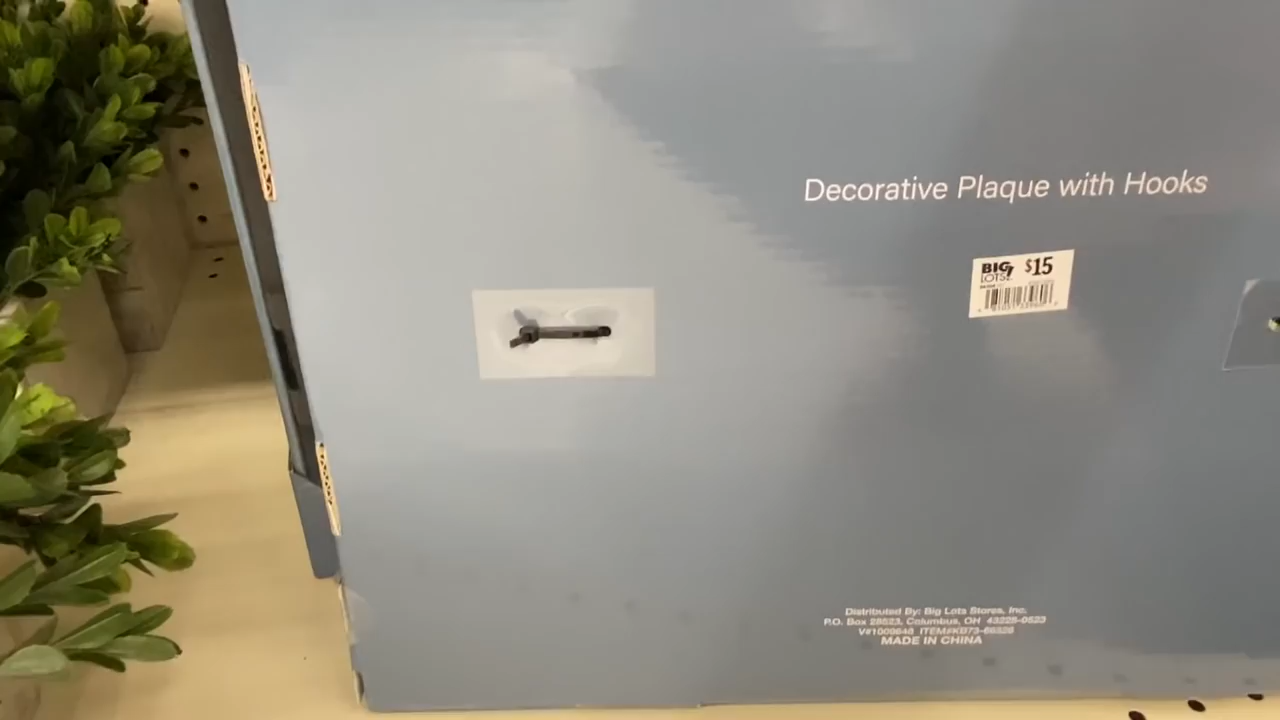 Decorative Plaque with Hooks
BIG LOTS! $15
Distributed By: Big Lots Stores, Inc.
P.O. Box 28523, Columbus, OH 43228-0523
MADE IN CHINA